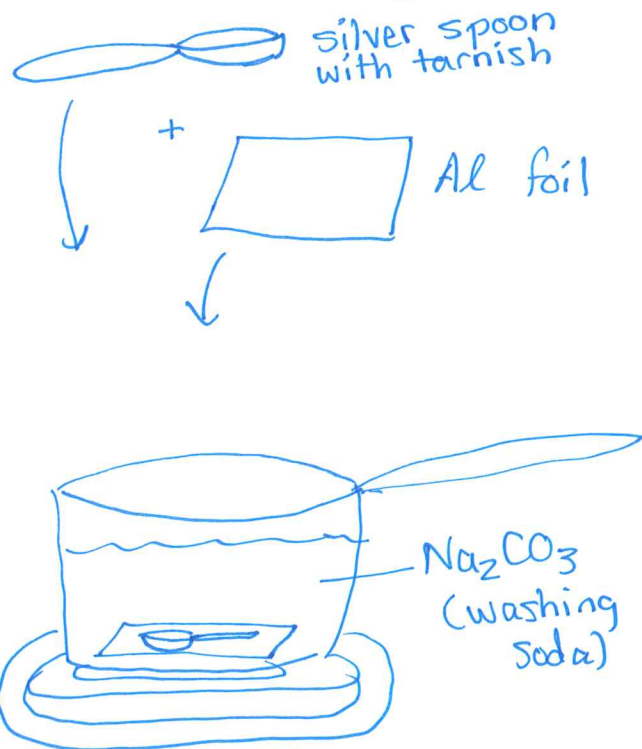 silver spoon
with tarnish
+
Al foil
Na₂CO₃
(washing
soda)